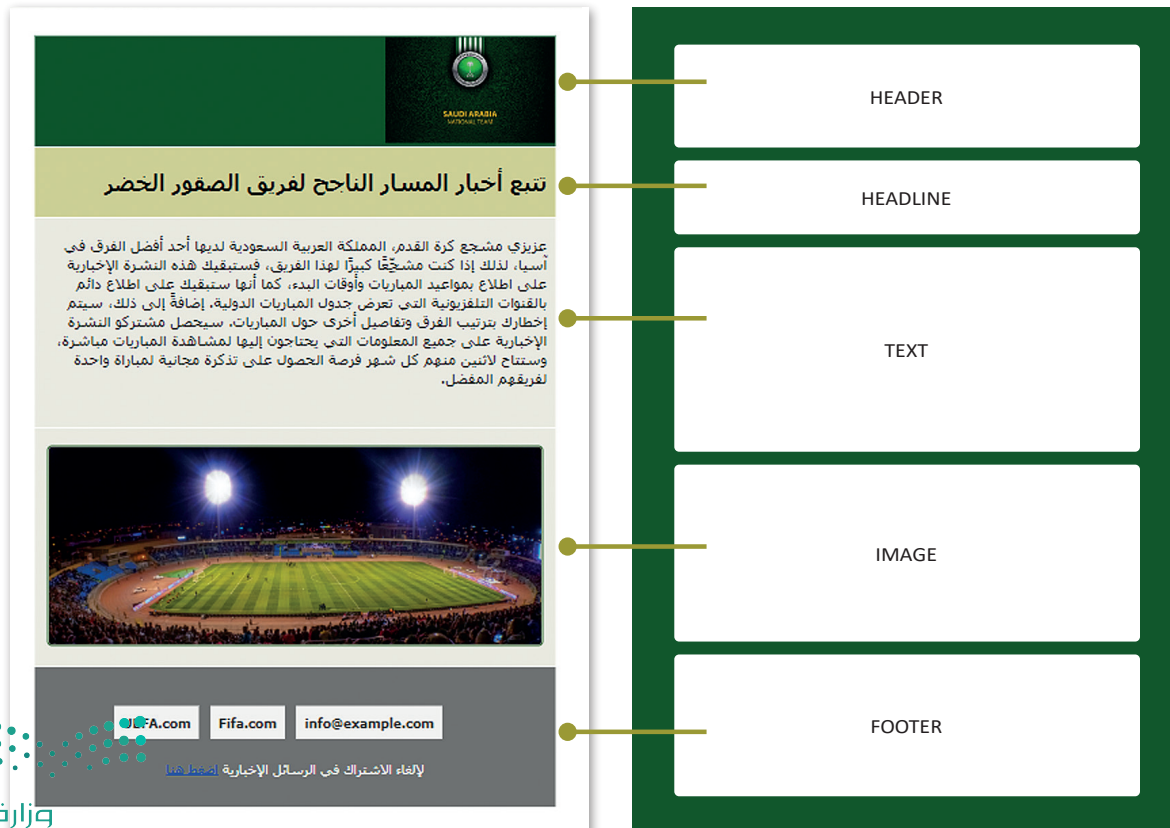 SAUDI ARABIA
NATIONAL TEAM
HEADER
تتبع أخبار المسار الناجح لفريق الصقور الخضر
HEADLINE
عزيزي مشجع كرة القدم، المملكة العربية السعودية لديها أحد أفضل الفرق في
آسيا، لذلك إذا كنت مشجّعًا كبيرًا لهذا الفريق، فستبقيك هذه النشرة الإخبارية
على اطلاع بمواعيد المباريات وأوقات البدء، كما أنها ستبقيك على اطلاع دائم
بالقنوات التلفزيونية التي تعرض جدول المباريات الدولية. إضافةً إلى ذلك، سيتم
إخطارك بترتيب الفرق وتفاصيل أخرى حول المباريات. سيحصل مشتركو النشرة
الإخبارية على جميع المعلومات التي يحتاجون إليها لمشاهدة المباريات مباشرة،
وستتاح لاثنين منهم كل شهر فرصة الحصول على تذكرة مجانية لمباراة واحدة
لفريقهم المفضل.
TEXT
IMAGE
UEFA.com
Fifa.com
info@example.com
لإلغاء الاشتراك في الرسائل الإخبارية اضغط هنا
FOOTER